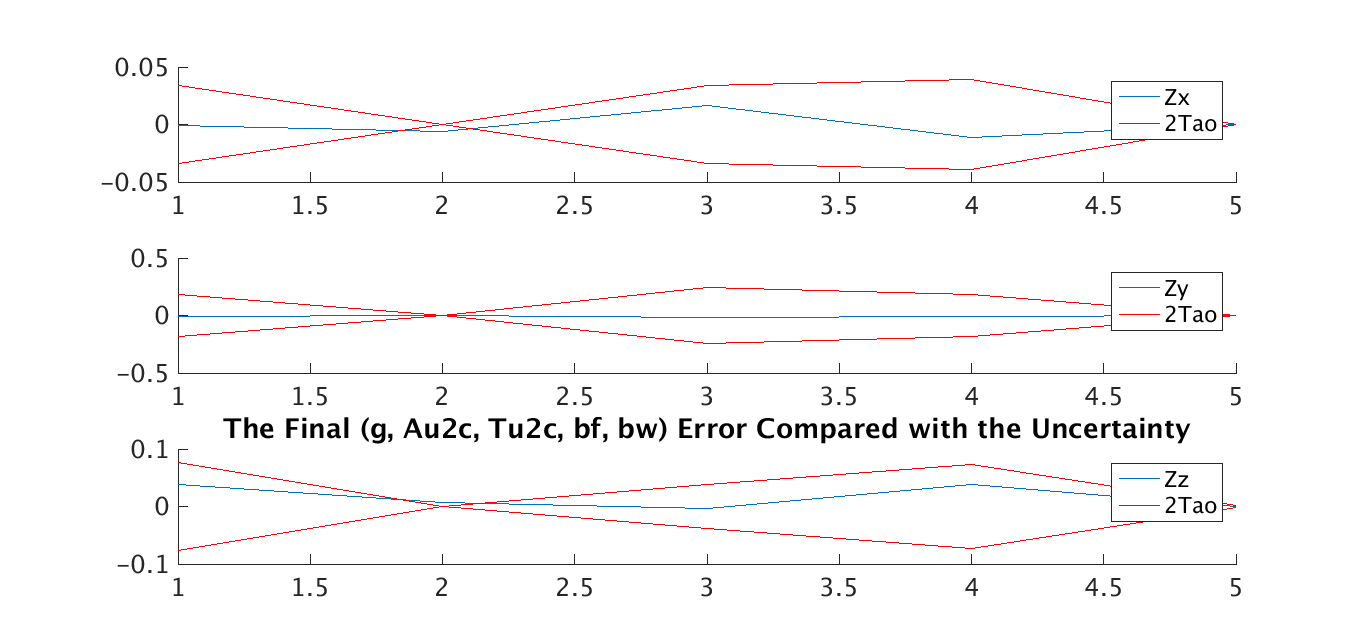 0.05
0
−0.05
1 1.5 2 2.5 3 3.5 4 4.5 5
Zx
2Tao
0.5
0
−0.5
1 1.5 2 2.5 3 3.5 4 4.5 5
Zy
2Tao
The Final (g, Au2c, Tu2c, bf, bw) Error Compared with the Uncertainty
0.1
0
−0.1
1 1.5 2 2.5 3 3.5 4 4.5 5
Zz
2Tao